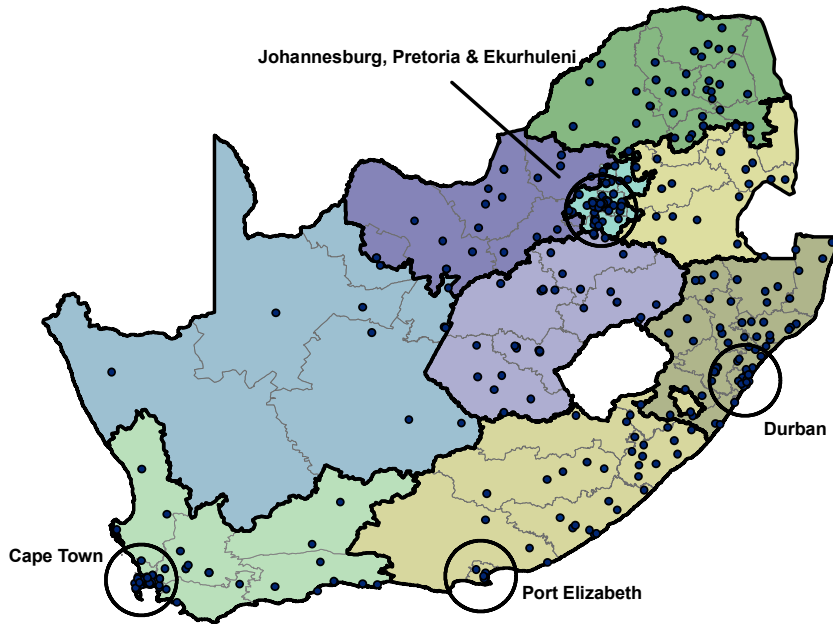 Johannesburg, Pretoria & Ekurhuleni
Durban
Cape Town
Port Elizabeth